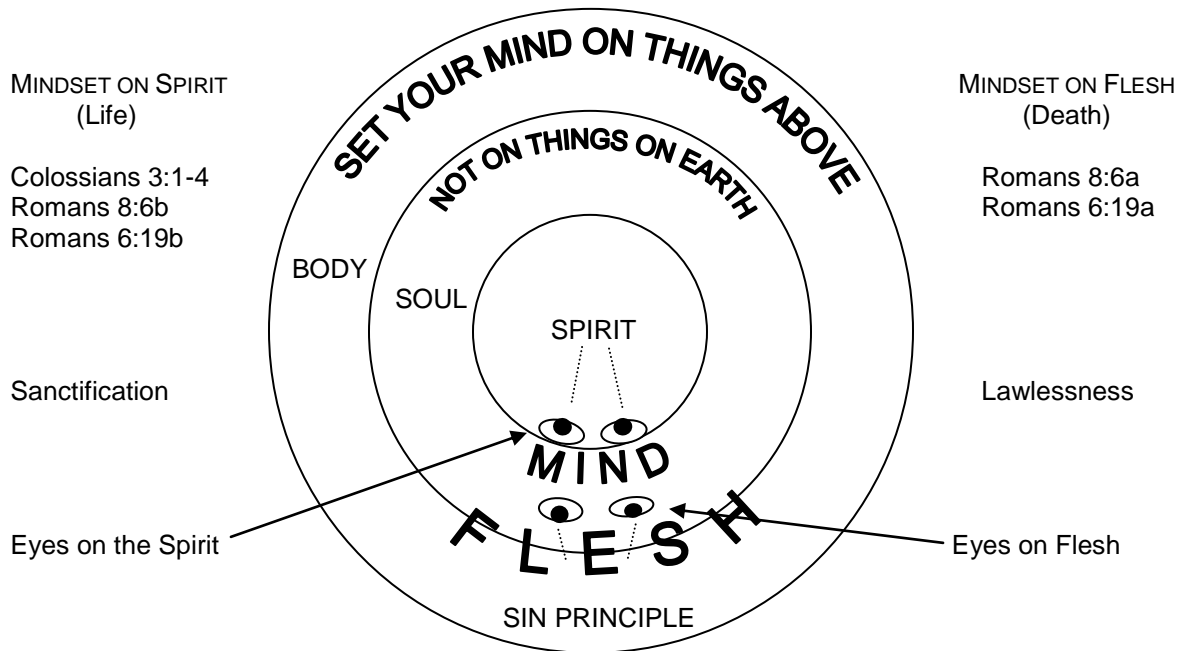 SET YOUR MIND ON THINGS ABOVE
NOT ON THINGS ON EARTH
MINDSET ON SPIRIT
(Life)
Colossians 3:1-4
Romans 8:6b
Romans 6:19b
Sanctification
Eyes on the Spirit
BODY
SOUL
SPIRIT
MIND
FLESH
SIN PRINCIPLE
MINDSET ON FLESH
(Death)
Romans 8:6a
Romans 6:19a
Lawlessness
Eyes on Flesh